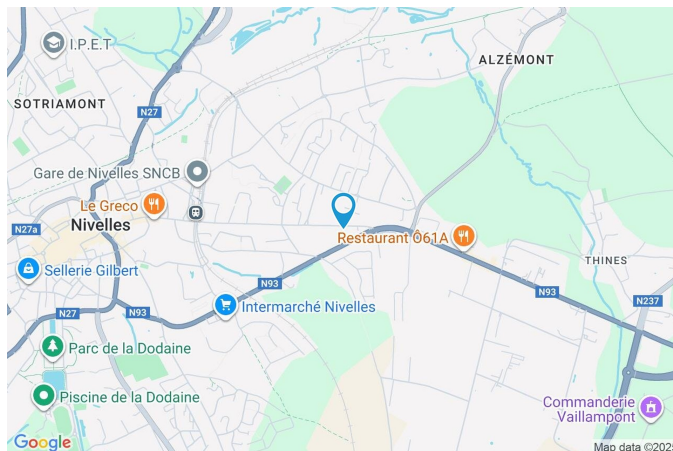 I.P.E.T
ALZÉMONT
SOTRIAMONT
N27
Gare de Nivelles SNCB
Le Greco
N27a
Nivelles
Restaurant Ô61A
Sellerie Gilbert
N93
THINES
N27
N93
Intermarché Nivelles
N93
N237
Parc de la Dodaine
Piscine de la Dodaine
Commanderie
Vaillampont
Google
Map data ©2025